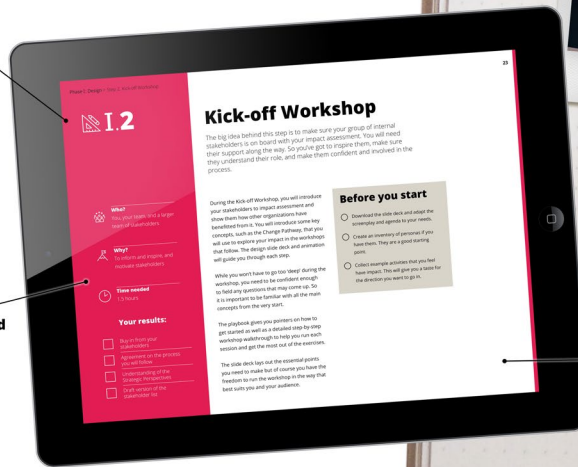 Phase I, Design > Step 2, Kick-off Workshop
I.2
Who?
You, your team, and a larger
team of stakeholders
Why?
To inform and inspire, and
motivate stakeholders
Time needed
1.5 hours
Your results:
Buy-in from your
stakeholders
Agreement on the process
you will follow
Understanding of the
Strategic Perspectives
Draft version of the
stakeholder list
23
Kick-off Workshop
The big idea behind this step is to make sure your group of internal
stakeholders is on board with your impact assessment. You will need
their support along the way. So you've got to inspire them, make sure
they understand their role, and make them confident and involved in the
process.
During the Kick-off Workshop, you will introduce
your stakeholders to impact assessment and
show them how other organizations have
benefitted from it. You will introduce some key
concepts, such as the Change Pathway, that you
will use to explore your impact in the workshops
that follow. The design slide deck and animation
will guide you through each step.
While you won't have to go too 'deep' during the
workshop, you need to be confident enough
to field any questions that may come up. So
it is important to be familiar with all the main
concepts from the very start.
The playbook gives you pointers on how to
get started as well as a detailed step-by-step
workshop walkthrough to help you run each
session and get the most out of the exercises.
The slide deck lays out the essential points
you need to make but of course you have the
freedom to run the workshop in the way that
best suits you and your audience.
Before you start
Download the slide deck and adapt the
screenplay and agenda to your needs.
Create an inventory of personal if you
have them. They are a good starting
point.
Collect example activities that you feel
have impact. This will give you a taste for
the direction you want to go in.